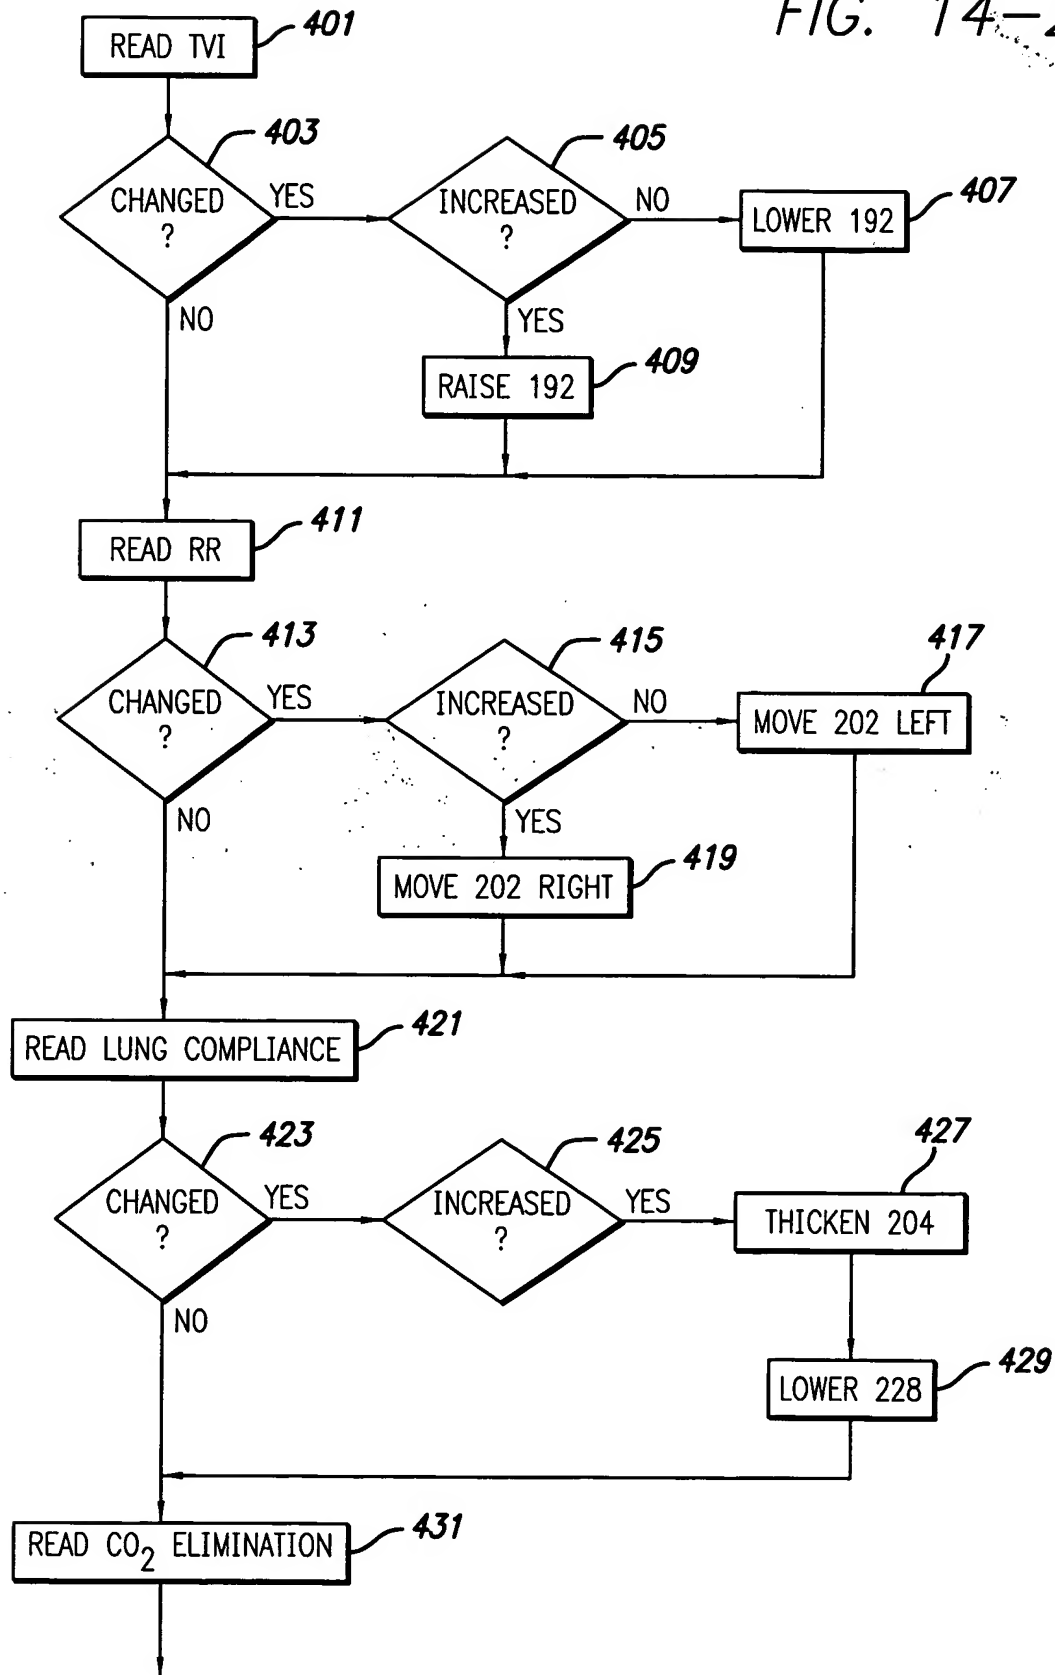 FIG. 14-2
READ TVI
401
CHANGED
?
403
YES
NO
INCREASED
?
405
NO
YES
LOWER 192
407
RAISE 192
409
READ RR
411
CHANGED
?
413
YES
NO
INCREASED
?
415
NO
YES
MOVE 202 LEFT
417
MOVE 202 RIGHT
419
READ LUNG COMPLIANCE
421
CHANGED
?
423
YES
NO
INCREASED
?
425
YES
THICKEN 204
427
LOWER 228
429
READ CO₂ ELIMINATION
431